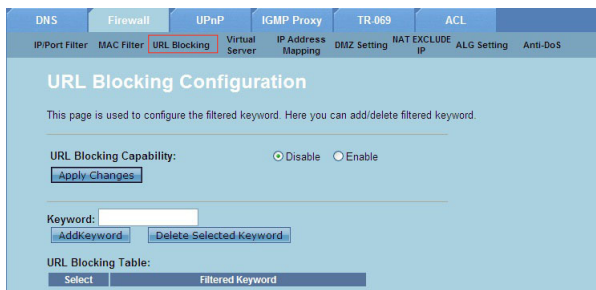 DNS Firewall UPnP IGMP Proxy TR-069 ACL
IP/Port Filter MAC Filter URL Blocking Virtual Server IP Address Mapping DMZ Setting NAT EXCLUDE IP ALG Setting Anti-DoS
URL Blocking Configuration
This page is used to configure the filtered keyword. Here you can add/delete filtered keyword.
URL Blocking Capability: Disable Enable
Apply Changes
Keyword:
AddKeyword Delete Selected Keyword
URL Blocking Table:
Select Filtered Keyword